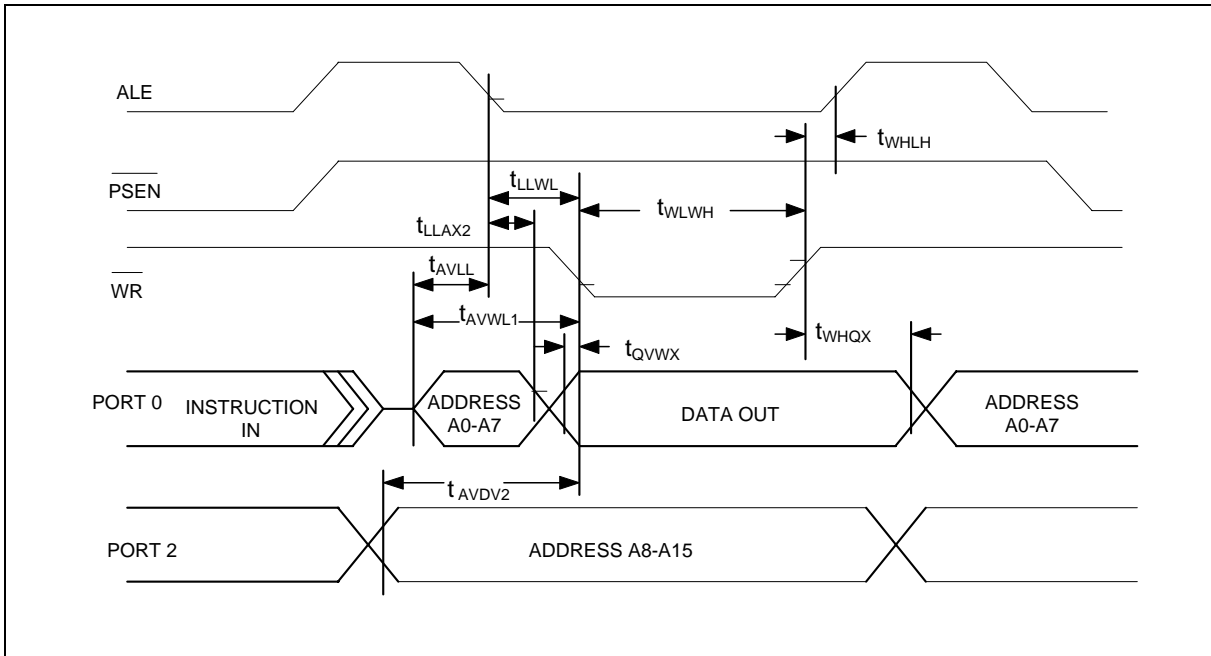 ALE
tWHLH
PSEN
tLLWL
tWLWH
tLLAX2
tAVLL
WR
tAVWL1
tWHQX
tQVWX
PORT 0
INSTRUCTION
IN
ADDRESS
A0-A7
DATA OUT
ADDRESS
A0-A7
t AVDV2
PORT 2
ADDRESS A8-A15